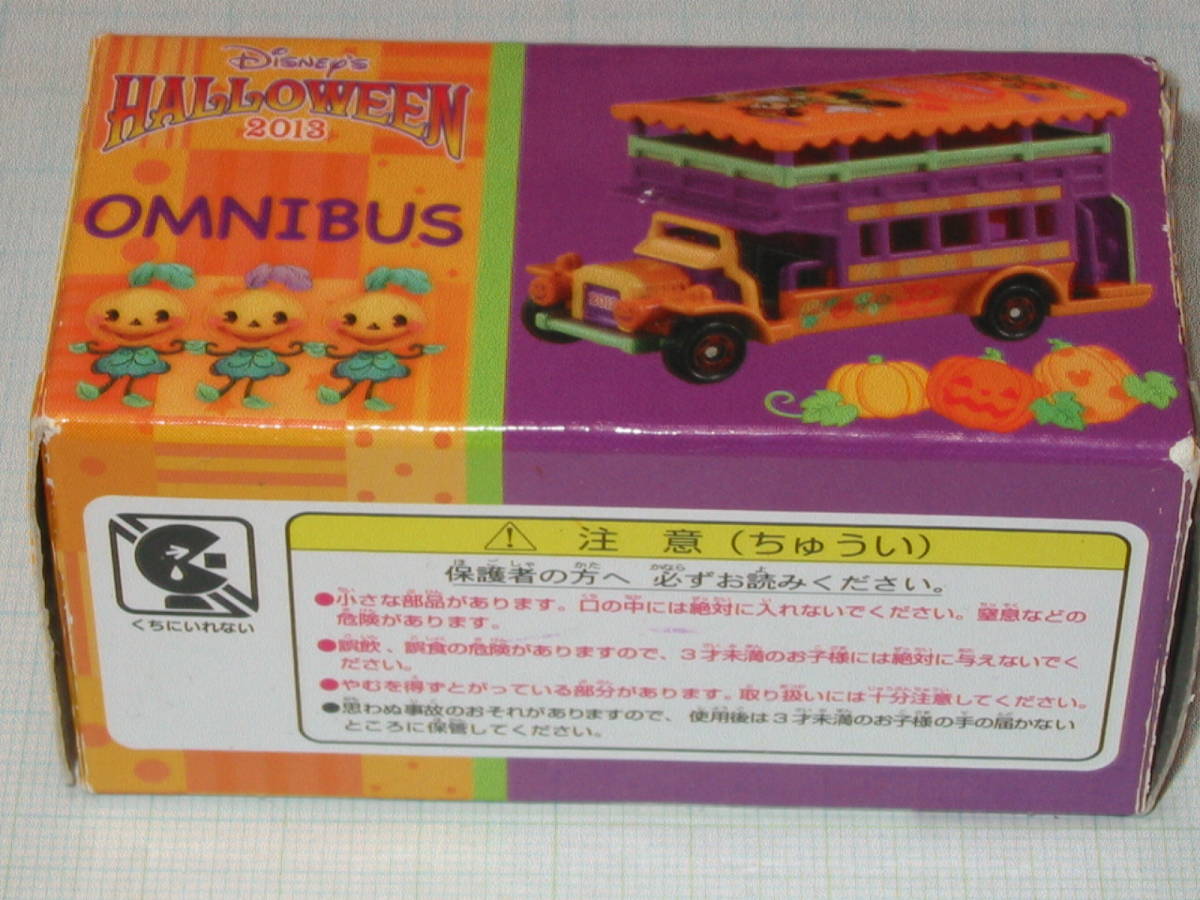 Disney's
HALLOWEEN
2013
OMNIBUS
2013
くちにいれない
⚠ 注 意（ちゅうい）
保護者の方へ 必ずお読みください。
●小さな部品があります。口の中には絶対に入れないでください。窒息などの
危険があります。
●誤飲、誤食の危険がありますので、3才未満のお子様には絶対に与えないでく
ださい。
●やむを得ずとがっている部分があります。取り扱いには十分注意してください。
●思わぬ事故のおそれがありますので、使用後は3才未満のお子様の手の届かない
ところに保管してください。